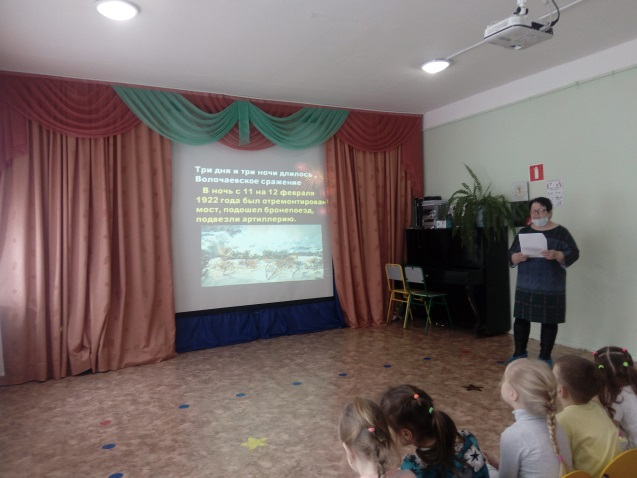 Три дня и три ночи длилось
Волочаевское сражение
В ночь с 11 на 12 февраля
1922 года был отремонтирован
мост, подошел бронепоезд,
подвезли артиллерию.